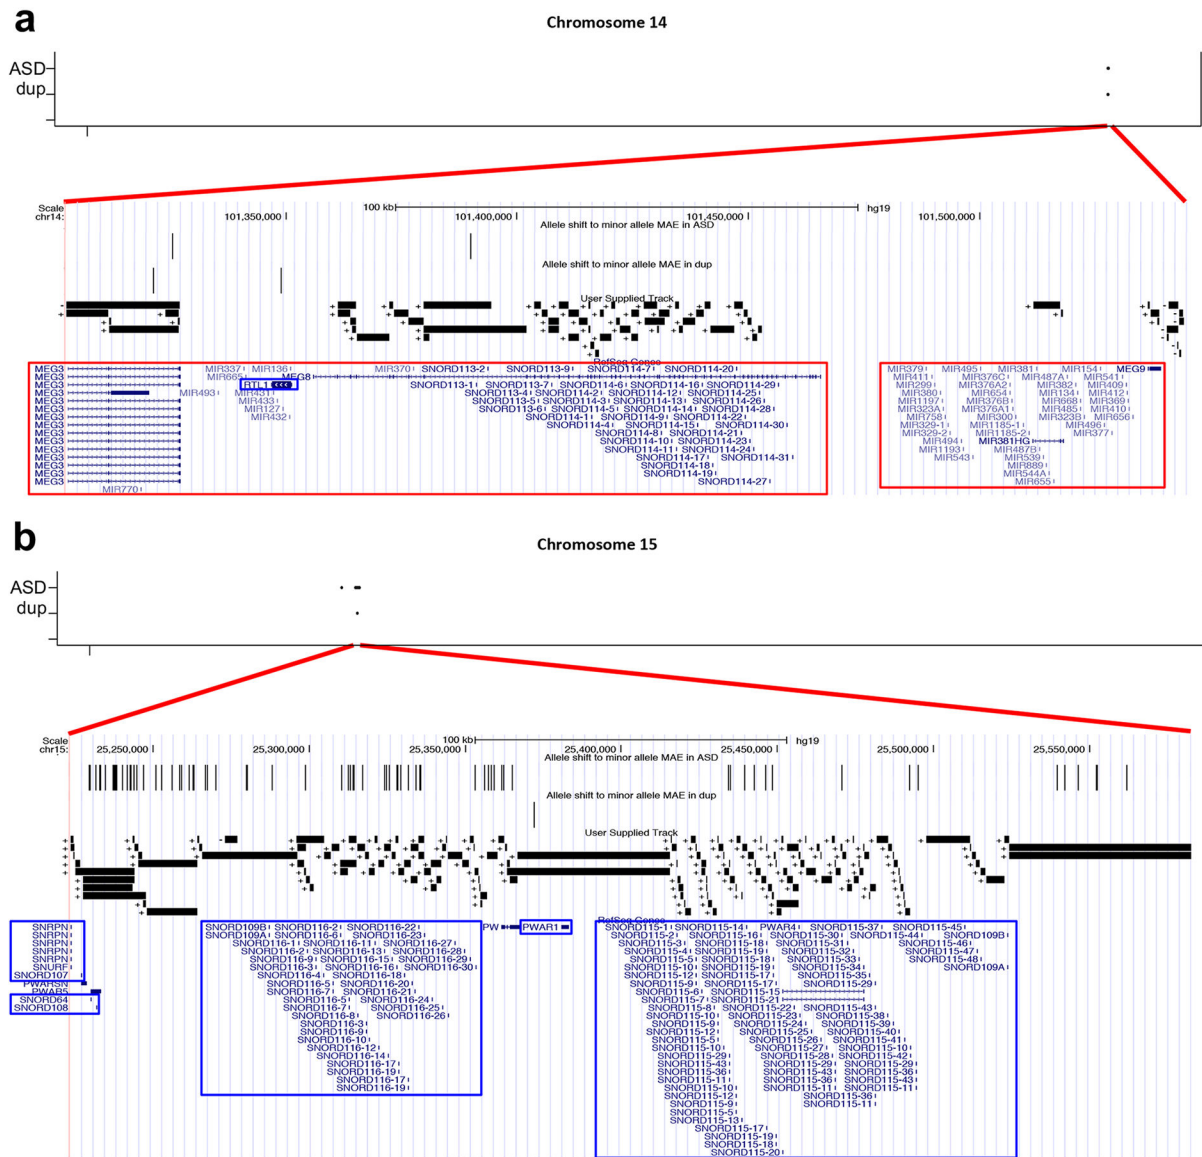 a
Chromosome 14
ASD
dup
Scale 100 kb hg19
chr14: 101,350,000 101,400,000 101,450,000 101,500,000
Allele shift to minor allele MAE in ASD
Allele shift to minor allele MAE in dup
User Supplied Track
RefSeq Genes
MEG3 MIR337 MIR136 MIR370 SNORD113-2 SNORD113-9 SNORD114-7 SNORD114-20 MIR379 MIR495 MIR381 MIR154 MEG9
MEG3 MIR665 MEG8 MIR411 MIR376C MIR487A MIR541
MEG3 RTL1 SNORD113-1 SNORD113-7 SNORD114-6 SNORD114-16 SNORD114-29 MIR299 MIR376A2 MIR382 MIR409
MEG3 MIR493 MIR431 SNORD113-4 SNORD114-2 SNORD114-12 SNORD114-25 MIR380 MIR654 MIR134 MIR412
MEG3 MIR433 SNORD113-5 SNORD114-3 SNORD114-13 SNORD114-26 MIR1197 MIR376B MIR668 MIR369
MEG3 MIR127 SNORD113-6 SNORD114-5 SNORD114-14 SNORD114-28 MIR323A MIR376A1 MIR485 MIR410
MEG3 MIR432 SNORD114-1 SNORD114-9 SNORD114-22 MIR758 MIR300 MIR323B MIR656
MEG3 SNORD114-4 SNORD114-15 SNORD114-30 MIR329-1 MIR1185-1 MIR496
MEG3 SNORD114-8 SNORD114-21 MIR329-2 MIR1185-2 MIR377
MEG3 SNORD114-10 SNORD114-23 MIR494 MIR381HG
MEG3 SNORD114-11 SNORD114-24 MIR1193 MIR487B
MEG3 SNORD114-17 SNORD114-31 MIR543 MIR539
MEG3 SNORD114-18 MIR889
MEG3 SNORD114-19 MIR544A
MEG3 SNORD114-27 MIR655
MIR770
b
Chromosome 15
ASD
dup
Scale 100 kb hg19
chr15: 25,250,000 25,300,000 25,350,000 25,400,000 25,450,000 25,500,000 25,550,000
Allele shift to minor allele MAE in ASD
Allele shift to minor allele MAE in dup
User Supplied Track
RefSeq Genes
SNRPN SNORD109B SNORD116-2 SNORD116-22 PW PWAR1 SNORD115-1 SNORD115-14 PWAR4 SNORD115-37 SNORD115-45
SNRPN SNORD109A SNORD116-6 SNORD116-23 SNORD115-2 SNORD115-16 SNORD115-30 SNORD115-44 SNORD109B
SNRPN SNORD116-1 SNORD116-11 SNORD116-27 SNORD115-3 SNORD115-18 SNORD115-31 SNORD115-46
SNRPN SNORD116-2 SNORD116-13 SNORD116-28 SNORD115-4 SNORD115-19 SNORD115-32 SNORD115-47
SNRPN SNORD116-9 SNORD116-15 SNORD116-29 SNORD115-5 SNORD115-18 SNORD115-33 SNORD115-48
SNURF SNORD116-3 SNORD116-16 SNORD116-30 SNORD115-10 SNORD115-19 SNORD115-34 SNORD109A
SNORD107 SNORD116-4 SNORD116-18 SNORD115-12 SNORD115-17 SNORD115-35
PWARSN SNORD116-5 SNORD116-20 SNORD115-9 SNORD115-17 SNORD115-29
PWAR5 SNORD116-7 SNORD116-21 SNORD115-6 SNORD115-15
SNORD64 SNORD116-5 SNORD116-24 SNORD115-7 SNORD115-21
SNORD108 SNORD116-7 SNORD116-25 SNORD115-8 SNORD115-22 SNORD115-43
SNORD116-8 SNORD116-26 SNORD115-10 SNORD115-23 SNORD115-38
SNORD116-3 SNORD115-9 SNORD115-24 SNORD115-39
SNORD116-9 SNORD115-12 SNORD115-25 SNORD115-40
SNORD116-10 SNORD115-5 SNORD115-26 SNORD115-41
SNORD116-12 SNORD115-10 SNORD115-27 SNORD115-10
SNORD116-14 SNORD115-29 SNORD115-28 SNORD115-42
SNORD116-17 SNORD115-43 SNORD115-29 SNORD115-29
SNORD116-19 SNORD115-36 SNORD115-43 SNORD115-36
SNORD116-17 SNORD115-11 SNORD115-36 SNORD115-43
SNORD116-19 SNORD115-10 SNORD115-11 SNORD115-11
SNORD115-12 SNORD115-36
SNORD115-9 SNORD115-11
SNORD115-5
SNORD115-13
SNORD115-17
SNORD115-19
SNORD115-18
SNORD115-20